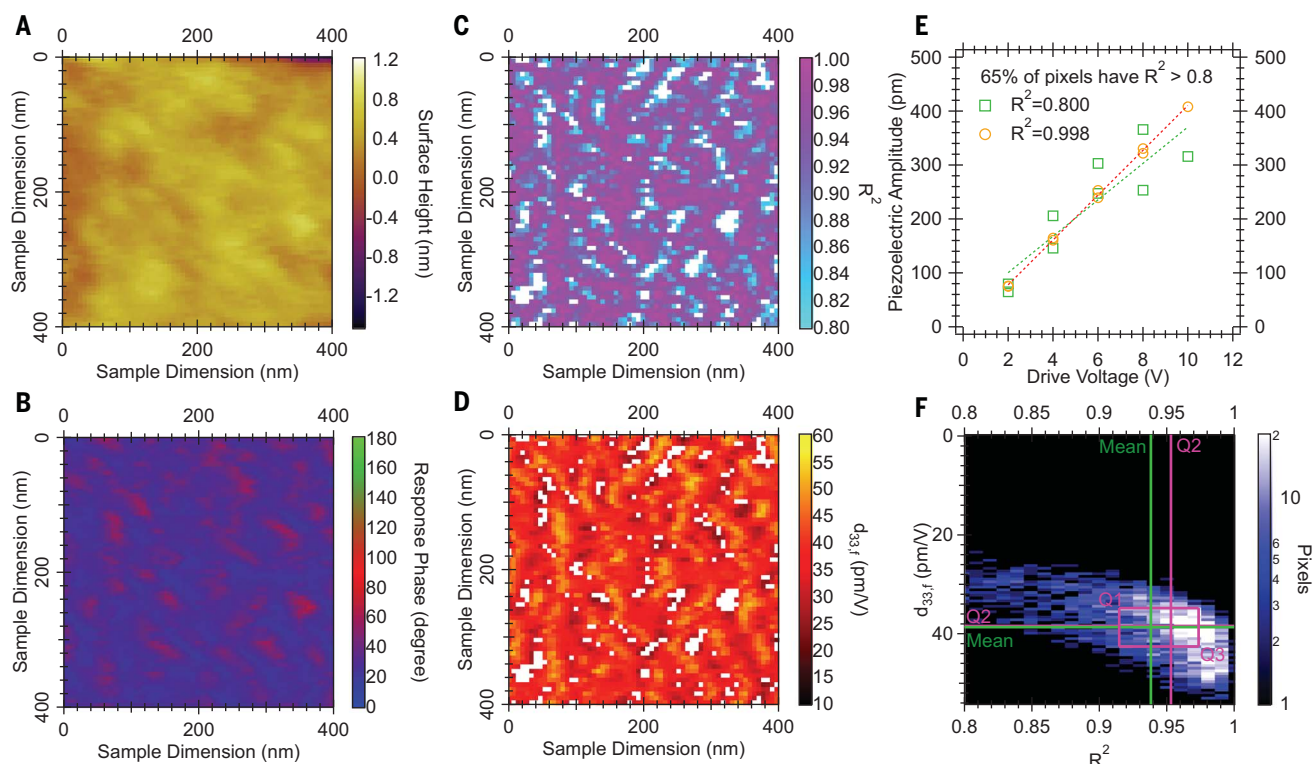 A
0 200 400
0
200
400
Sample Dimension (nm)
0 200 400
Sample Dimension (nm)
1.2
0.8
0.4
0.0
-0.4
-0.8
-1.2
Surface Height (nm)
C
0 200 400
0
200
400
Sample Dimension (nm)
0 200 400
Sample Dimension (nm)
1.00
0.98
0.96
0.94
0.92
0.90
0.88
0.86
0.84
0.82
0.80
R²
E
500
400
300
200
100
0
Piezoelectric Amplitude (pm)
65% of pixels have R² > 0.8
R²=0.800
R²=0.998
500
400
300
200
100
0
0 2 4 6 8 10 12
Drive Voltage (V)
B
0 200 400
0
200
400
Sample Dimension (nm)
0 200 400
Sample Dimension (nm)
180
160
140
120
100
80
60
40
20
0
Response Phase (degree)
D
0 200 400
0
200
400
Sample Dimension (nm)
0 200 400
Sample Dimension (nm)
60
55
50
45
40
35
30
25
20
15
10
d33,f (pm/V)
F
0.8 0.85 0.9 0.95 1
0
20
40
d33,f (pm/V)
Mean
Q2
Q1
Q2
Mean
Q3
0.8 0.85 0.9 0.95 1
R²
2
10
6
5
4
3
2
1
Pixels